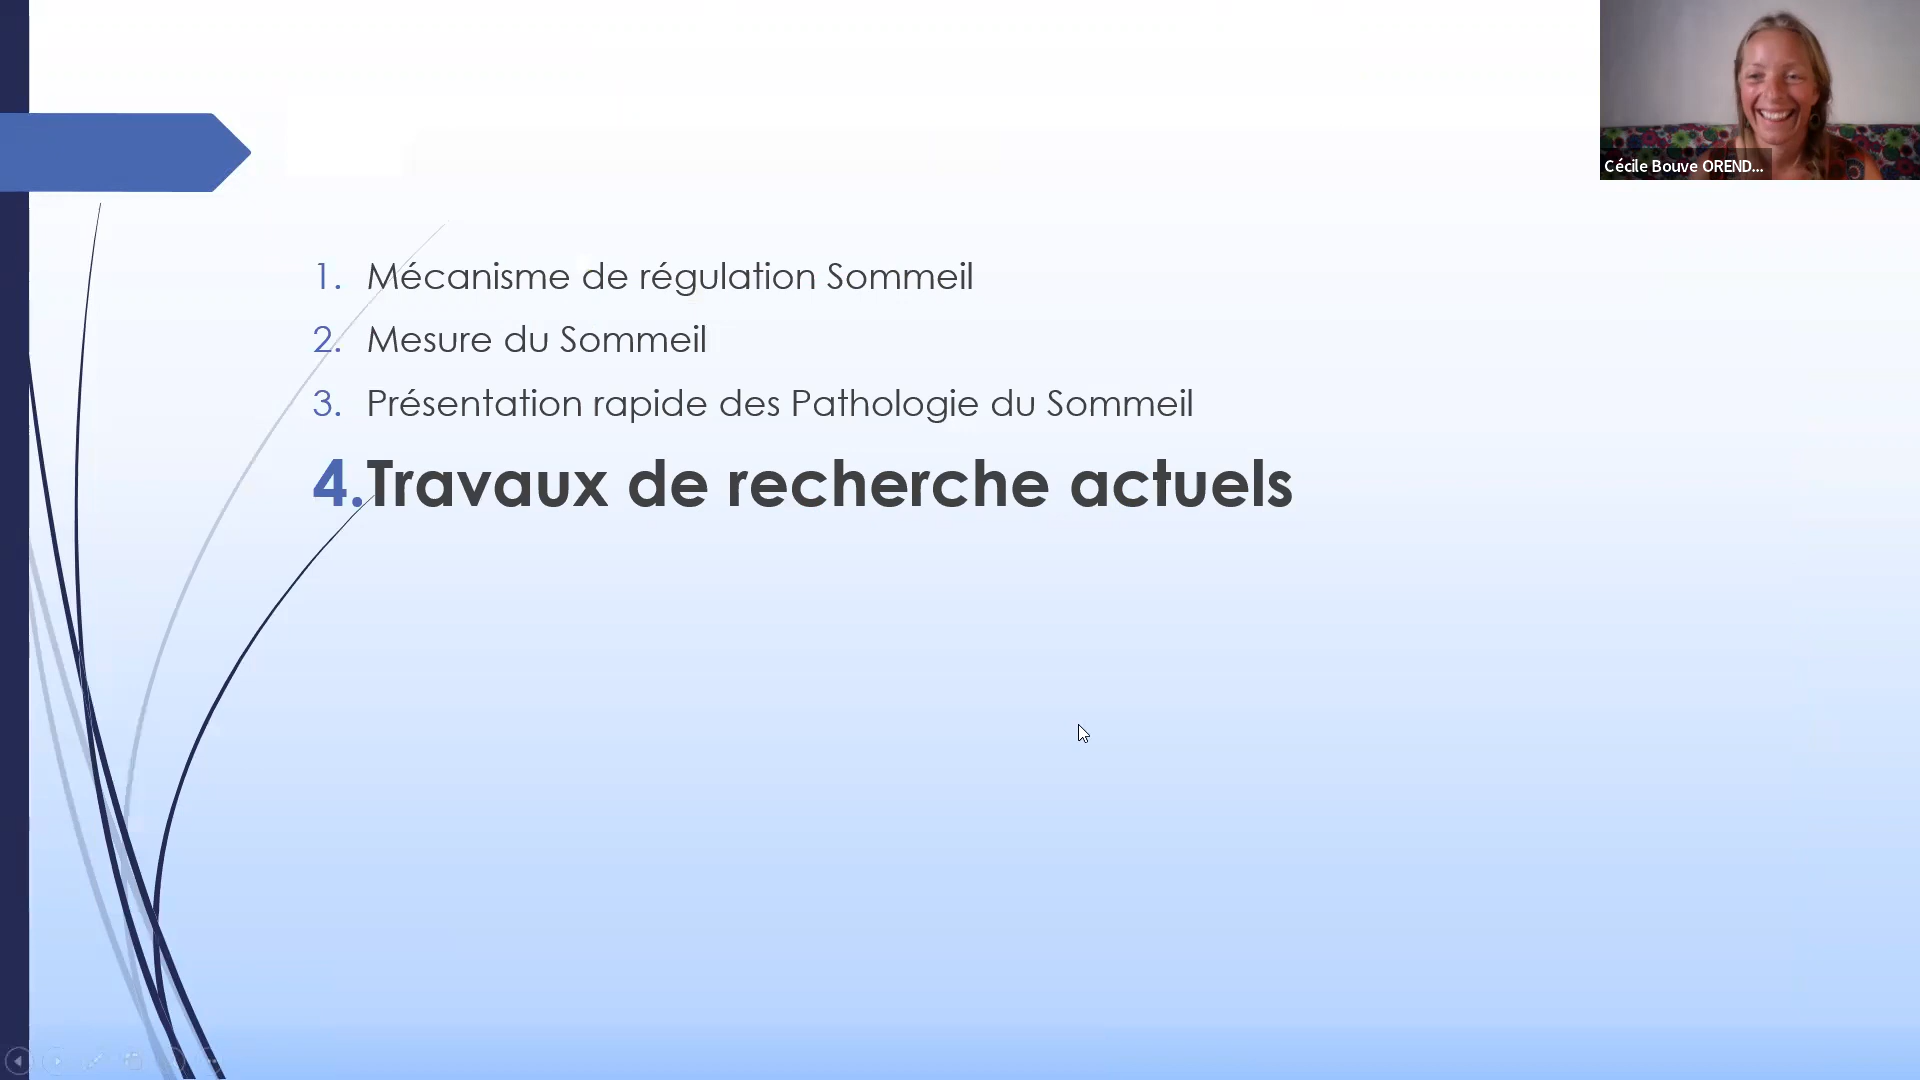 Cécile Bouve OREND...
1. Mécanisme de régulation Sommeil
2. Mesure du Sommeil
3. Présentation rapide des Pathologie du Sommeil
4. Travaux de recherche actuels